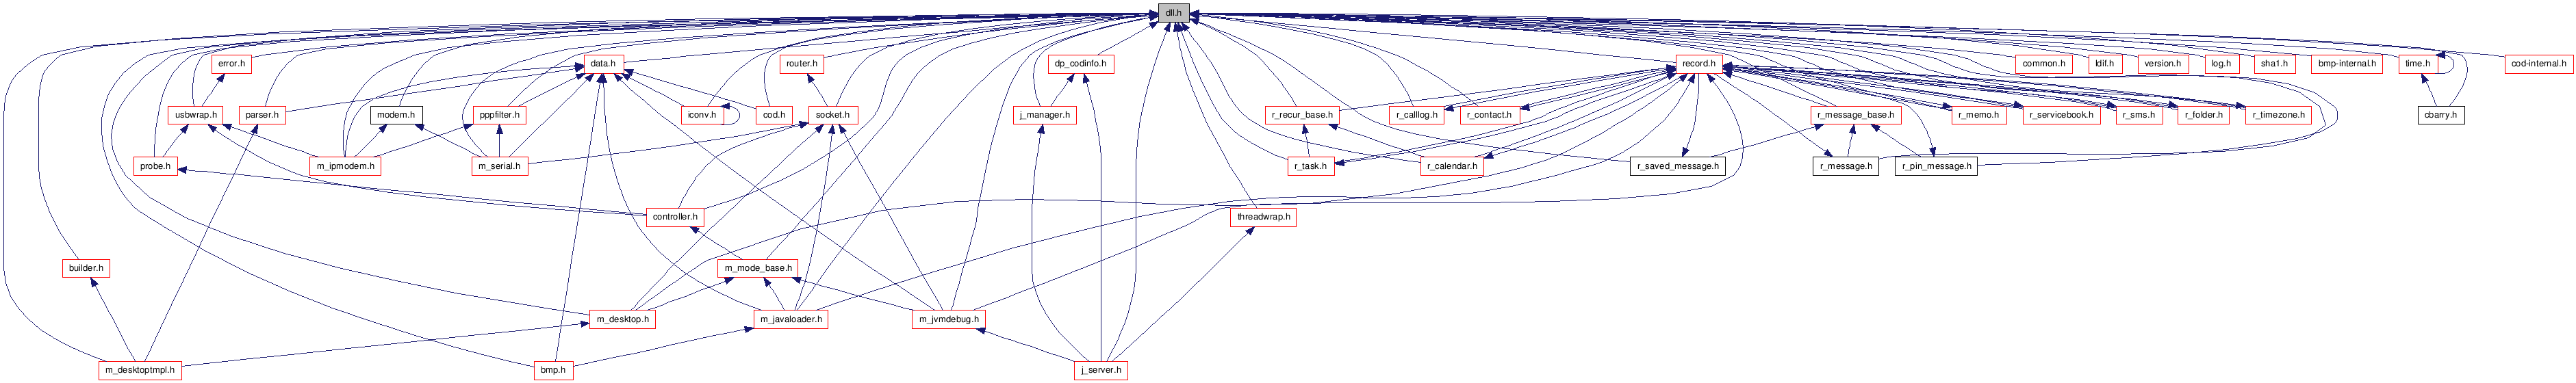 dll.h
error.h
data.h
router.h
dp_codinfo.h
record.h
common.h
ldif.h
version.h
log.h
sha1.h
bmp-internal.h
time.h
cod-internal.h
usbwrap.h
parser.h
modem.h
pppfilter.h
iconv.h
cod.h
socket.h
j_manager.h
r_recur_base.h
r_calllog.h
r_contact.h
r_message_base.h
r_memo.h
r_servicebook.h
r_sms.h
r_folder.h
r_timezone.h
cbarry.h
probe.h
m_ipmodem.h
m_serial.h
r_task.h
r_calendar.h
r_saved_message.h
r_message.h
r_pin_message.h
controller.h
threadwrap.h
builder.h
m_mode_base.h
m_desktop.h
m_javaloader.h
m_jvmdebug.h
m_desktoptmpl.h
bmp.h
j_server.h